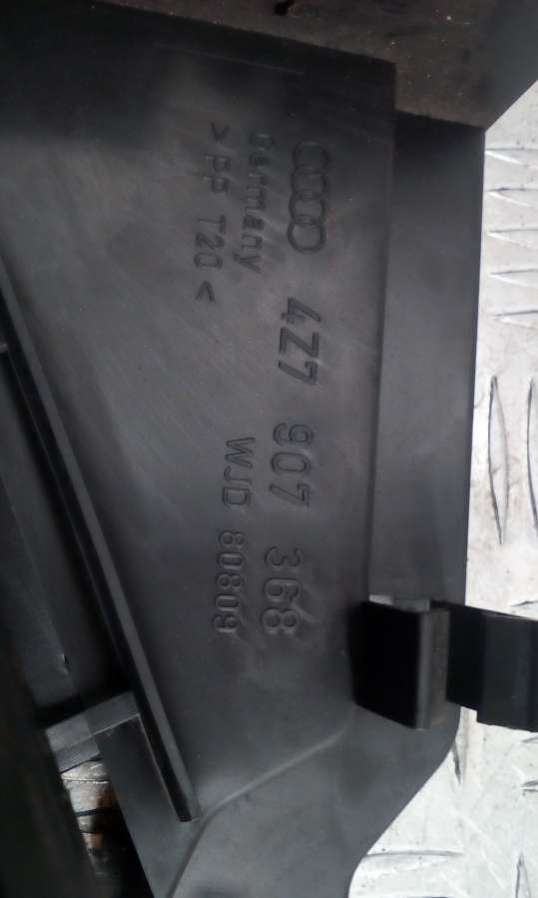 4Z7 907 368
Germany
WJD 80809
>PP T20<